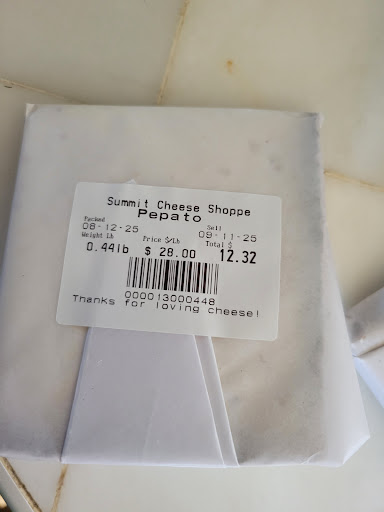 Summit Cheese Shoppe
Pepato
Packed Sell
08-12-25 09-11-25
Weight lb Price $/Lb Total $
0.44lb $ 28.00 12.32
000013000448
Thanks for loving cheese!